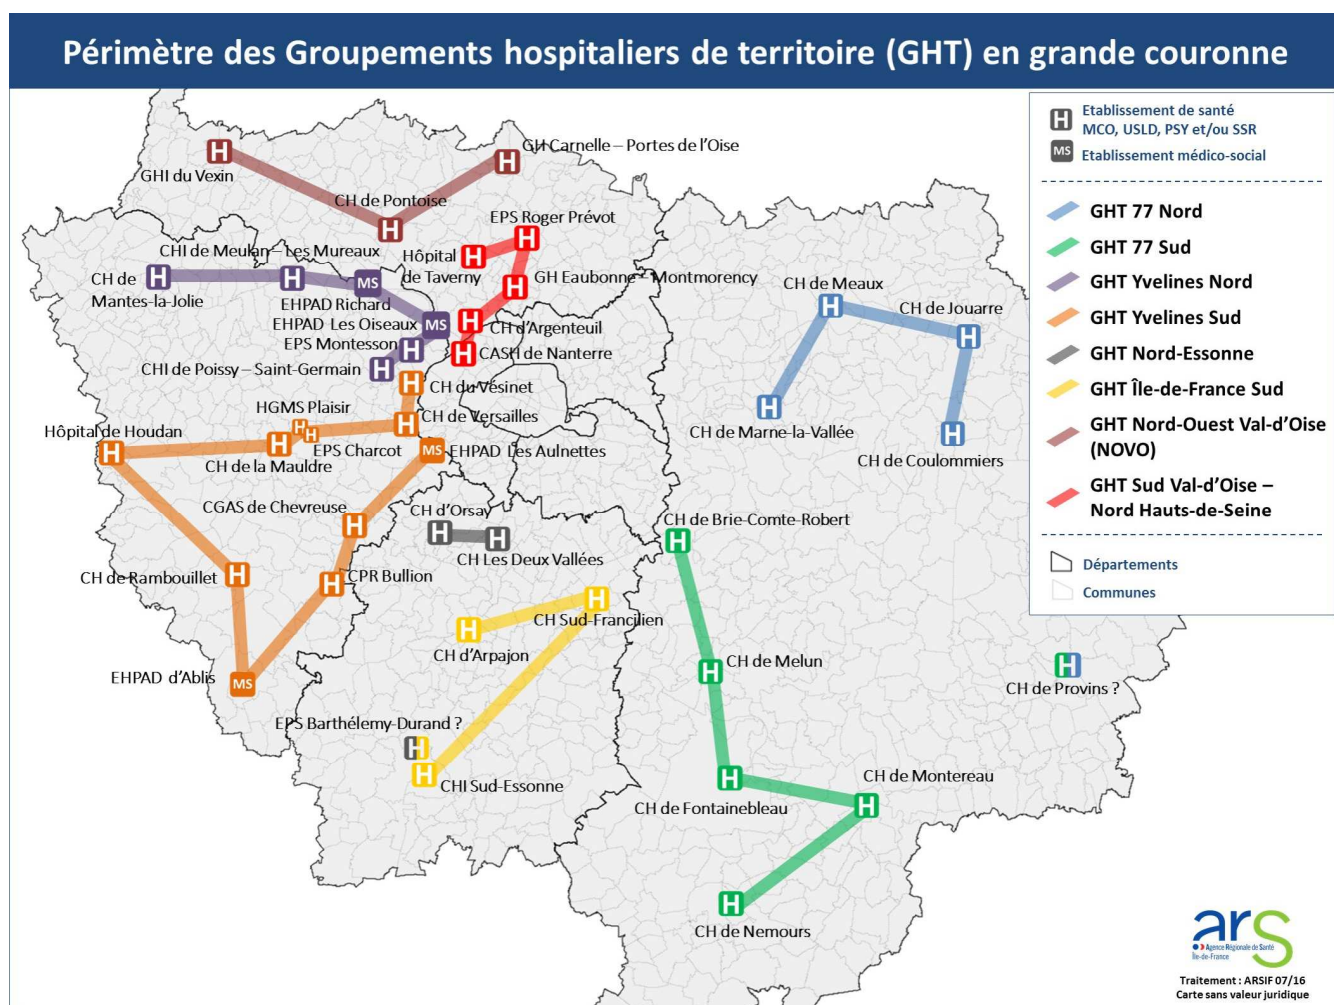 Périmètre des Groupements hospitaliers de territoire (GHT) en grande couronne
H Etablissement de santé
MCO, USLD, PSY et/ou SSR
MS Etablissement médico-social
GHT 77 Nord
GHT 77 Sud
GHT Yvelines Nord
GHT Yvelines Sud
GHT Nord-Essonne
GHT Île-de-France Sud
GHT Nord-Ouest Val-d'Oise
(NOVO)
GHT Sud Val-d'Oise –
Nord Hauts-de-Seine
Départements
Communes
H
GHI du Vexin
H
GH Carnelle – Portes de l'Oise
CH de Pontoise
H
EPS Roger Prévot
H
Hôpital
de Taverny
H
GH Eaubonne – Montmorency
H
CH d'Argenteuil
H
CASH de Nanterre
H
CHI de Meulan – Les Mureaux
H
CH de
Mantes-la-Jolie
H
MS
EHPAD Richard
EHPAD Les Oiseaux
MS
EPS Montesson
H
CHI de Poissy – Saint-Germain
H
CH du Vésinet
H
HGMS Plaisir
H
CH de Versailles
H
Hôpital de Houdan
H
CH de la Mauldre
H
EPS Charcot
H
EHPAD Les Aulnettes
MS
CGAS de Chevreuse
H
CH de Rambouillet
H
CPR Bullion
H
EHPAD d'Ablis
MS
CH d'Orsay
H
CH Les Deux Vallées
H
CH Sud-Francilien
H
CH d'Arpajon
H
EPS Barthélemy-Durand ?
H
CHI Sud-Essonne
H
CH de Meaux
H
CH de Jouarre
H
CH de Marne-la-Vallée
H
CH de Coulommiers
H
CH de Brie-Comte-Robert
H
CH de Melun
H
CH de Provins ?
H
CH de Fontainebleau
H
CH de Montereau
H
CH de Nemours
H
ars
Agence Régionale de Santé
Île-de-France
Traitement : ARSIF 07/16
Carte sans valeur juridique